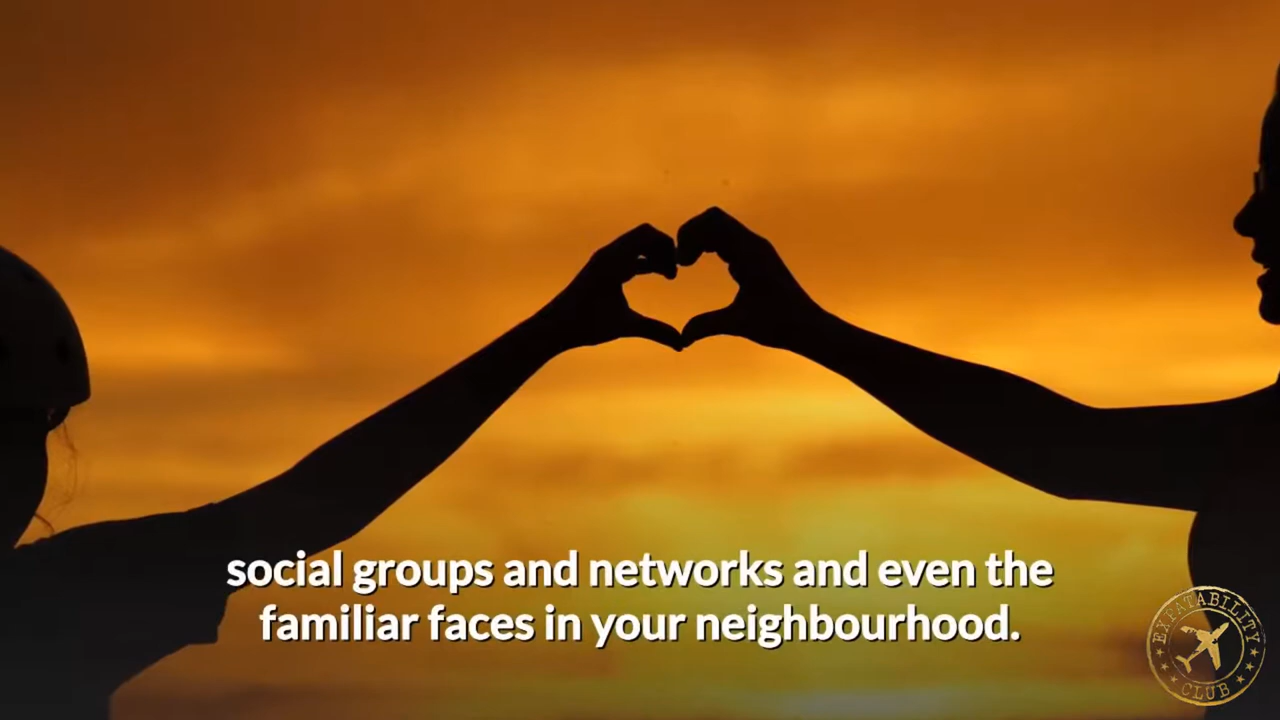 social groups and networks and even the
familiar faces in your neighbourhood.
EXPATABILITY
CLUB